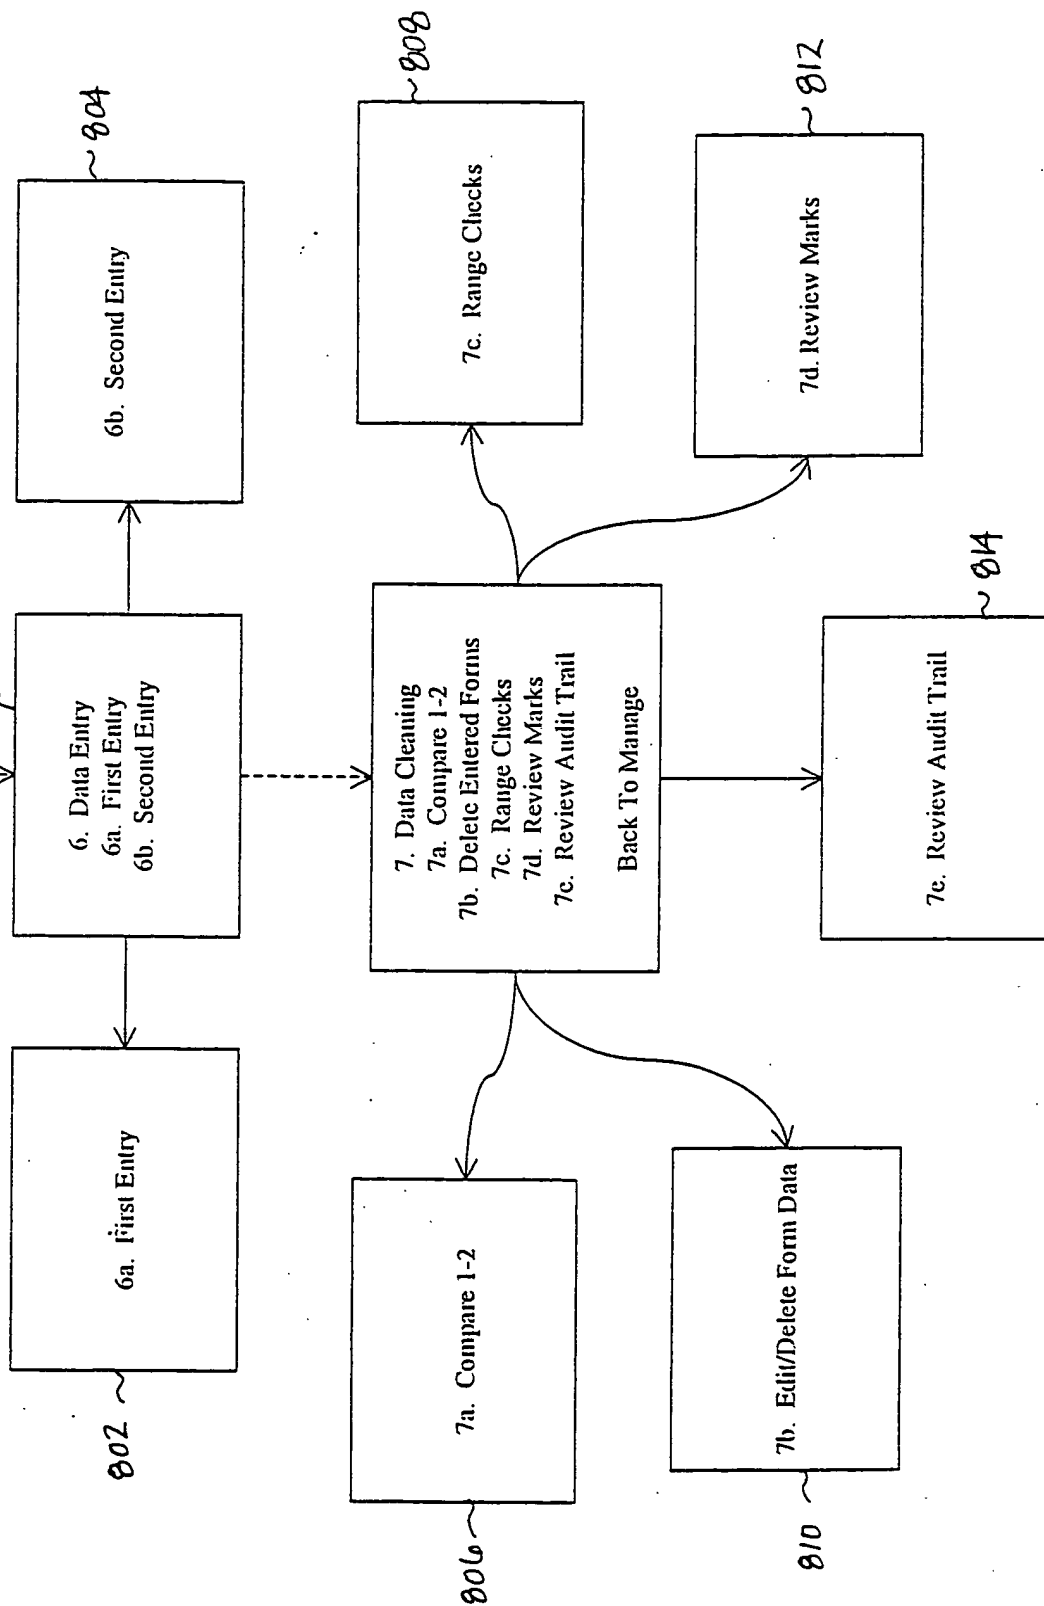 6a. First Entry
802
6. Data Entry
6a. First Entry
6b. Second Entry
6b. Second Entry
804
7a. Compare 1-2
806
7. Data Cleaning
7a. Compare 1-2
7b. Delete Entered Forms
7c. Range Checks
7d. Review Marks
7e. Review Audit Trail
Back To Manage
7c. Range Checks
808
7b. Edit/Delete Form Data
810
7d. Review Marks
812
7e. Review Audit Trail
814